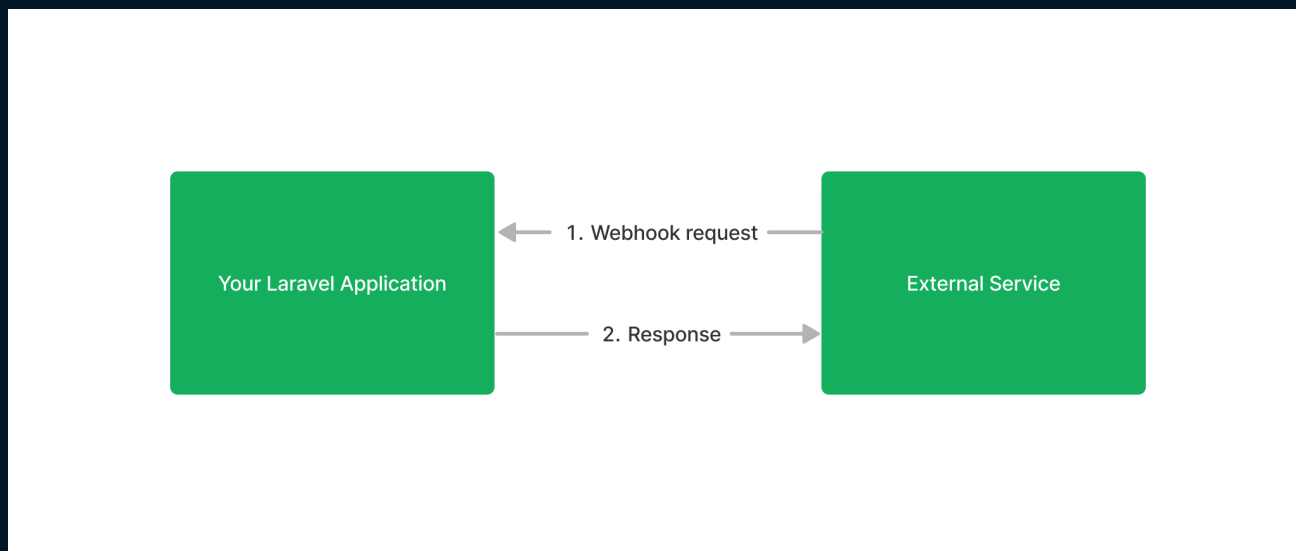 Your Laravel Application
1. Webhook request
2. Response
External Service